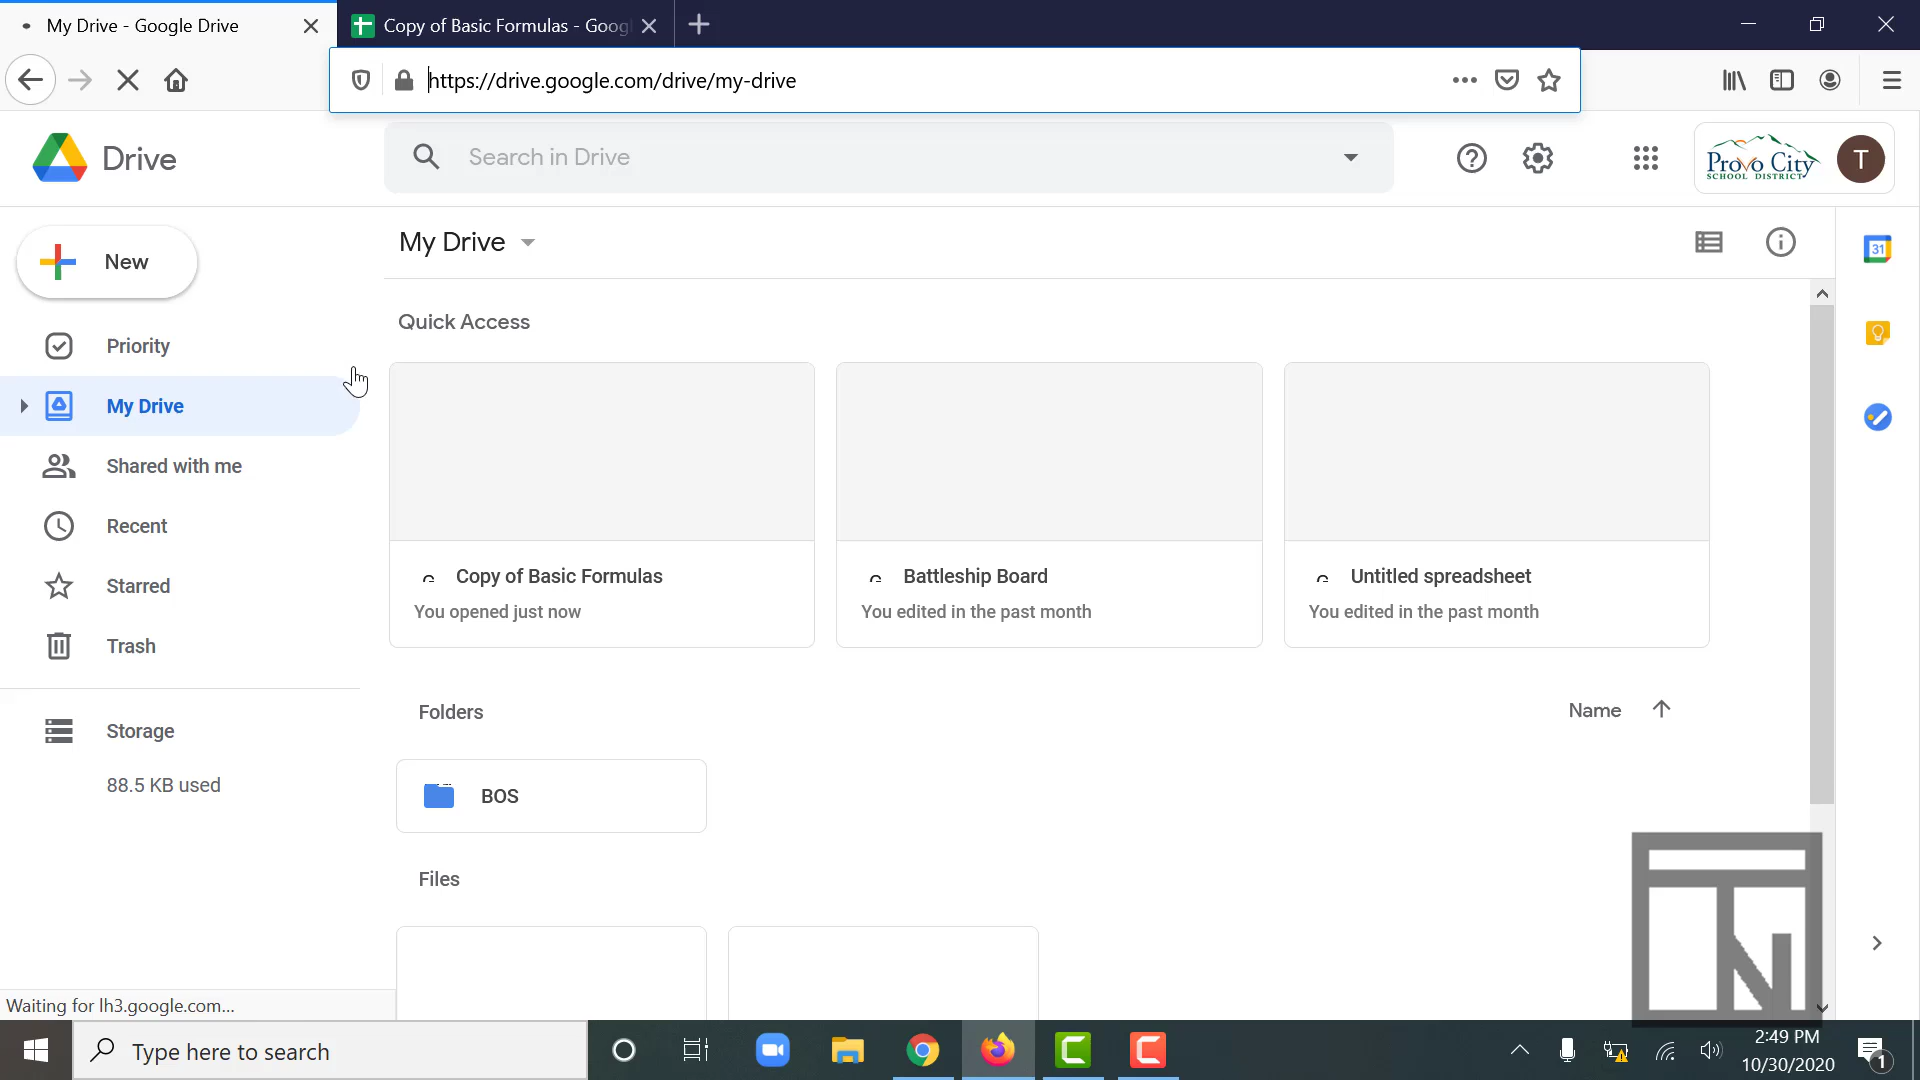 My Drive - Google Drive
Copy of Basic Formulas - Goog
https://drive.google.com/drive/my-drive
Drive
Search in Drive
Provo City
SCHOOL DISTRICT
T
New
My Drive
31
Quick Access
Priority
My Drive
Shared with me
Recent
Starred
Trash
Storage
88.5 KB used
Copy of Basic Formulas
You opened just now
Battleship Board
You edited in the past month
Untitled spreadsheet
You edited in the past month
Folders
Name
BOS
Files
TN
Waiting for lh3.google.com...
Type here to search
2:49 PM
10/30/2020
1